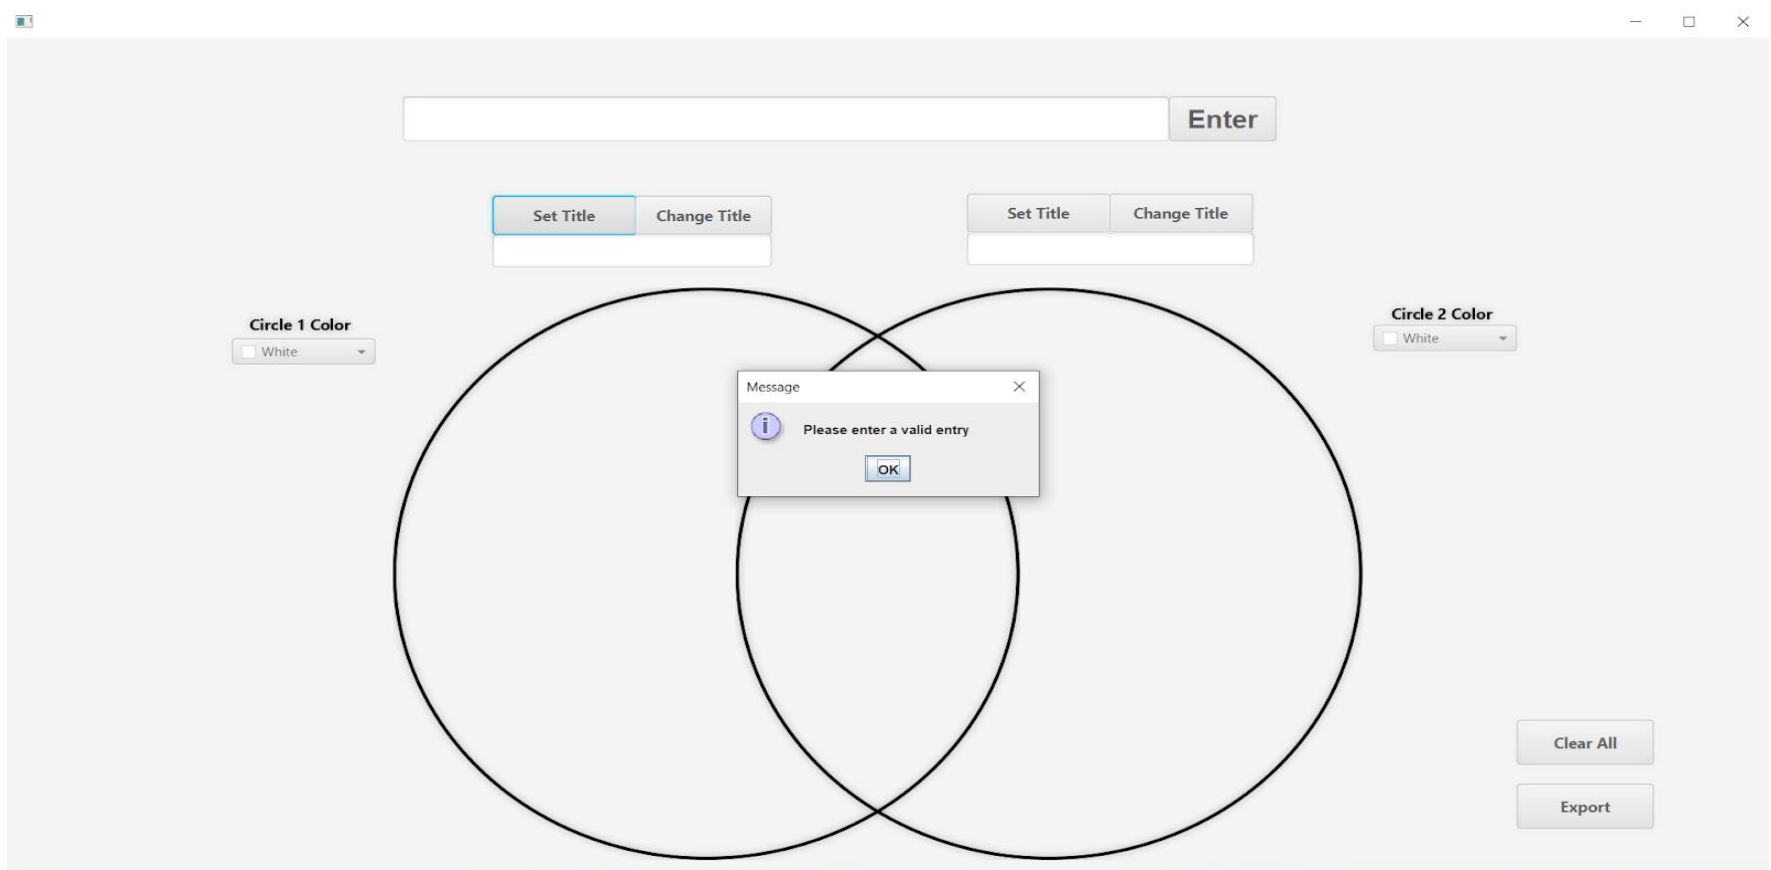 Enter
Set Title
Change Title
Set Title
Change Title
Circle 1 Color
White
Circle 2 Color
White
Message
i
Please enter a valid entry
OK
Clear All
Export